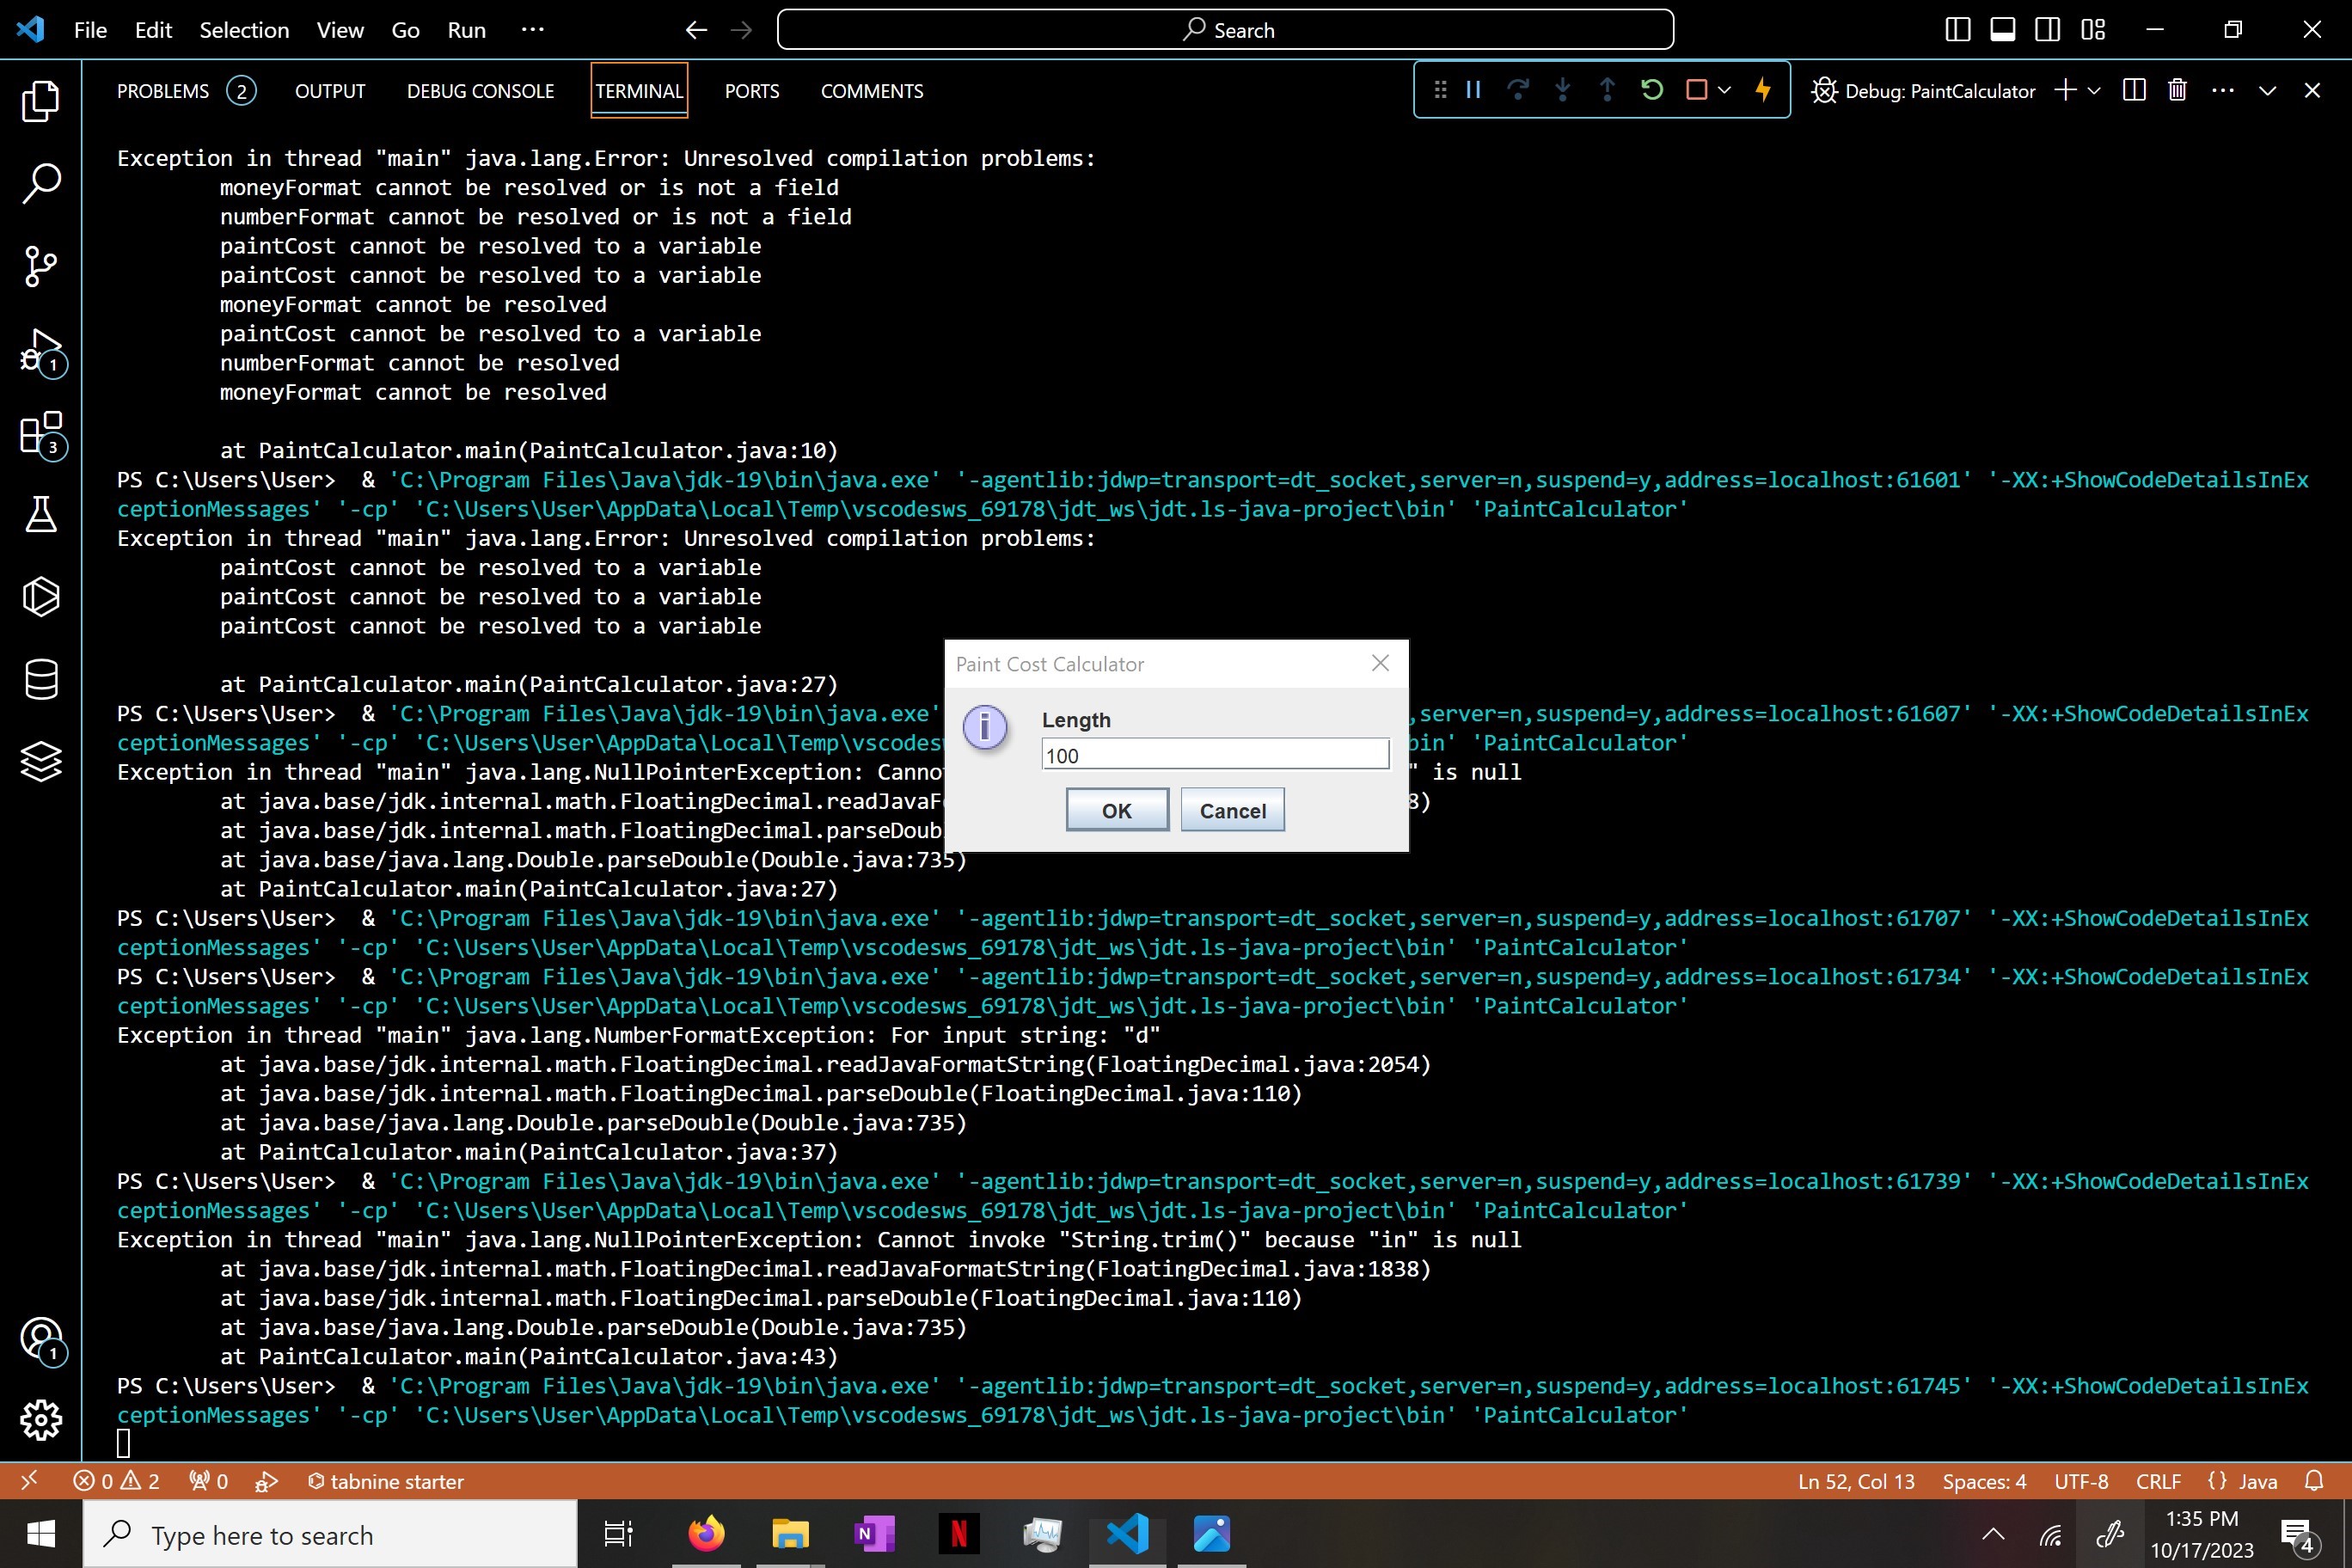 File Edit Selection View Go Run ··· Search
PROBLEMS 2 OUTPUT DEBUG CONSOLE TERMINAL PORTS COMMENTS Debug: PaintCalculator
Exception in thread "main" java.lang.Error: Unresolved compilation problems:
moneyFormat cannot be resolved or is not a field
numberFormat cannot be resolved or is not a field
paintCost cannot be resolved to a variable
paintCost cannot be resolved to a variable
moneyFormat cannot be resolved
paintCost cannot be resolved to a variable
numberFormat cannot be resolved
moneyFormat cannot be resolved
at PaintCalculator.main(PaintCalculator.java:10)
PS C:\Users\User>  & 'C:\Program Files\Java\jdk-19\bin\java.exe' '-agentlib:jdwp=transport=dt_socket,server=n,suspend=y,address=localhost:61601' '-XX:+ShowCodeDetailsInEx
ceptionMessages' '-cp' 'C:\Users\User\AppData\Local\Temp\vscodesws_69178\jdt_ws\jdt.ls-java-project\bin' 'PaintCalculator'
Exception in thread "main" java.lang.Error: Unresolved compilation problems:
paintCost cannot be resolved to a variable
paintCost cannot be resolved to a variable
paintCost cannot be resolved to a variable
at PaintCalculator.main(PaintCalculator.java:27)
PS C:\Users\User>  & 'C:\Program Files\Java\jdk-19\bin\java.exe' ,server=n,suspend=y,address=localhost:61607' '-XX:+ShowCodeDetailsInEx
ceptionMessages' '-cp' 'C:\Users\User\AppData\Local\Temp\vscodesw bin' 'PaintCalculator'
Exception in thread "main" java.lang.NullPointerException: Canno " is null
at java.base/jdk.internal.math.FloatingDecimal.readJavaF 8)
at java.base/jdk.internal.math.FloatingDecimal.parseDoub
at java.base/java.lang.Double.parseDouble(Double.java:735)
at PaintCalculator.main(PaintCalculator.java:27)
Paint Cost Calculator
Length
100
OK Cancel
PS C:\Users\User>  & 'C:\Program Files\Java\jdk-19\bin\java.exe' '-agentlib:jdwp=transport=dt_socket,server=n,suspend=y,address=localhost:61707' '-XX:+ShowCodeDetailsInEx
ceptionMessages' '-cp' 'C:\Users\User\AppData\Local\Temp\vscodesws_69178\jdt_ws\jdt.ls-java-project\bin' 'PaintCalculator'
PS C:\Users\User>  & 'C:\Program Files\Java\jdk-19\bin\java.exe' '-agentlib:jdwp=transport=dt_socket,server=n,suspend=y,address=localhost:61734' '-XX:+ShowCodeDetailsInEx
ceptionMessages' '-cp' 'C:\Users\User\AppData\Local\Temp\vscodesws_69178\jdt_ws\jdt.ls-java-project\bin' 'PaintCalculator'
Exception in thread "main" java.lang.NumberFormatException: For input string: "d"
at java.base/jdk.internal.math.FloatingDecimal.readJavaFormatString(FloatingDecimal.java:2054)
at java.base/jdk.internal.math.FloatingDecimal.parseDouble(FloatingDecimal.java:110)
at java.base/java.lang.Double.parseDouble(Double.java:735)
at PaintCalculator.main(PaintCalculator.java:37)
PS C:\Users\User>  & 'C:\Program Files\Java\jdk-19\bin\java.exe' '-agentlib:jdwp=transport=dt_socket,server=n,suspend=y,address=localhost:61739' '-XX:+ShowCodeDetailsInEx
ceptionMessages' '-cp' 'C:\Users\User\AppData\Local\Temp\vscodesws_69178\jdt_ws\jdt.ls-java-project\bin' 'PaintCalculator'
Exception in thread "main" java.lang.NullPointerException: Cannot invoke "String.trim()" because "in" is null
at java.base/jdk.internal.math.FloatingDecimal.readJavaFormatString(FloatingDecimal.java:1838)
at java.base/jdk.internal.math.FloatingDecimal.parseDouble(FloatingDecimal.java:110)
at java.base/java.lang.Double.parseDouble(Double.java:735)
at PaintCalculator.main(PaintCalculator.java:43)
PS C:\Users\User>  & 'C:\Program Files\Java\jdk-19\bin\java.exe' '-agentlib:jdwp=transport=dt_socket,server=n,suspend=y,address=localhost:61745' '-XX:+ShowCodeDetailsInEx
ceptionMessages' '-cp' 'C:\Users\User\AppData\Local\Temp\vscodesws_69178\jdt_ws\jdt.ls-java-project\bin' 'PaintCalculator'
1
3
1
0 2 0 tabnine starter Ln 52, Col 13 Spaces: 4 UTF-8 CRLF {} Java
Type here to search N N 1:35 PM
10/17/2023 4